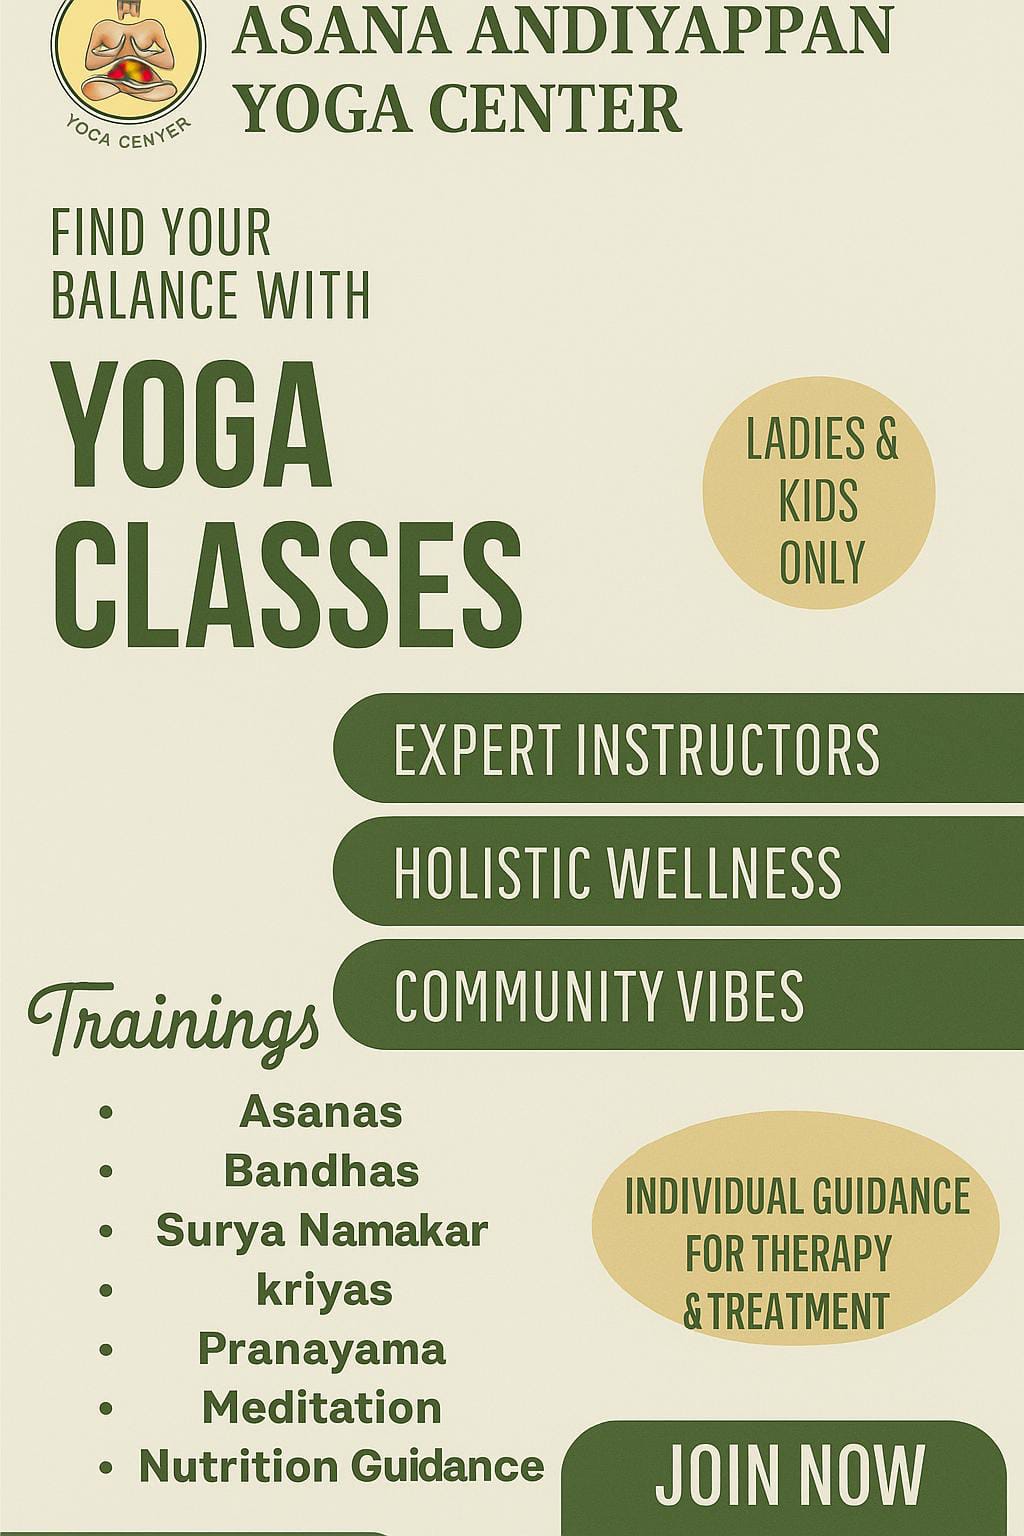 ASANA ANDIYAPPAN
YOGA CENTER
YOCA CENYER
FIND YOUR
BALANCE WITH
YOGA
CLASSES
LADIES &
KIDS
ONLY
EXPERT INSTRUCTORS
HOLISTIC WELLNESS
COMMUNITY VIBES
Trainings
• Asanas
• Bandhas
• Surya Namakar
• kriyas
• Pranayama
• Meditation
• Nutrition Guidance
INDIVIDUAL GUIDANCE
FOR THERAPY
& TREATMENT
JOIN NOW